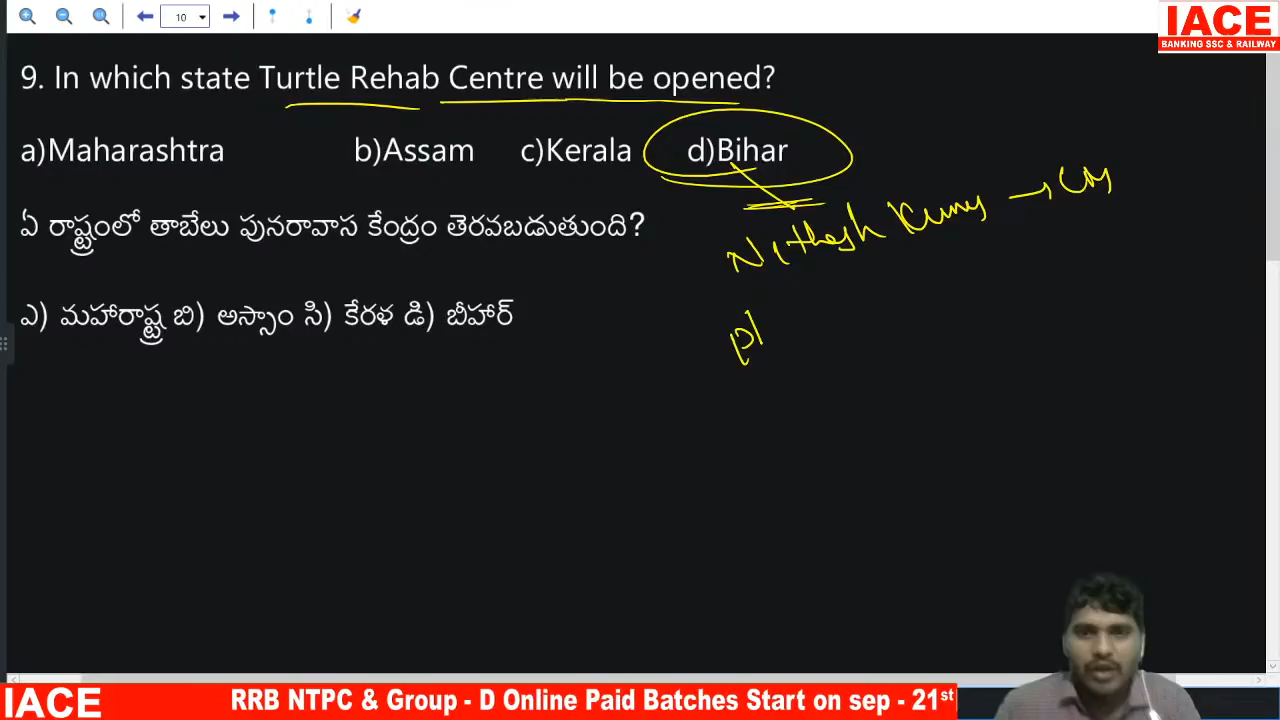 10
IACE
BANKING SSC & RAILWAY
9. In which state Turtle Rehab Centre will be opened?
a)Maharashtra b)Assam c)Kerala d)Bihar
Nithesh Kumar → CM
ఏ రాష్ట్రంలో తాబేలు పునరావాస కేంద్రం తెరవబడుతుంది?
ఎ) మహారాష్ట్ర బి) అస్సాం సి) కేరళ డి) బీహార్
IACE
RRB NTPC & Group - D Online Paid Batches Start on sep - 21st